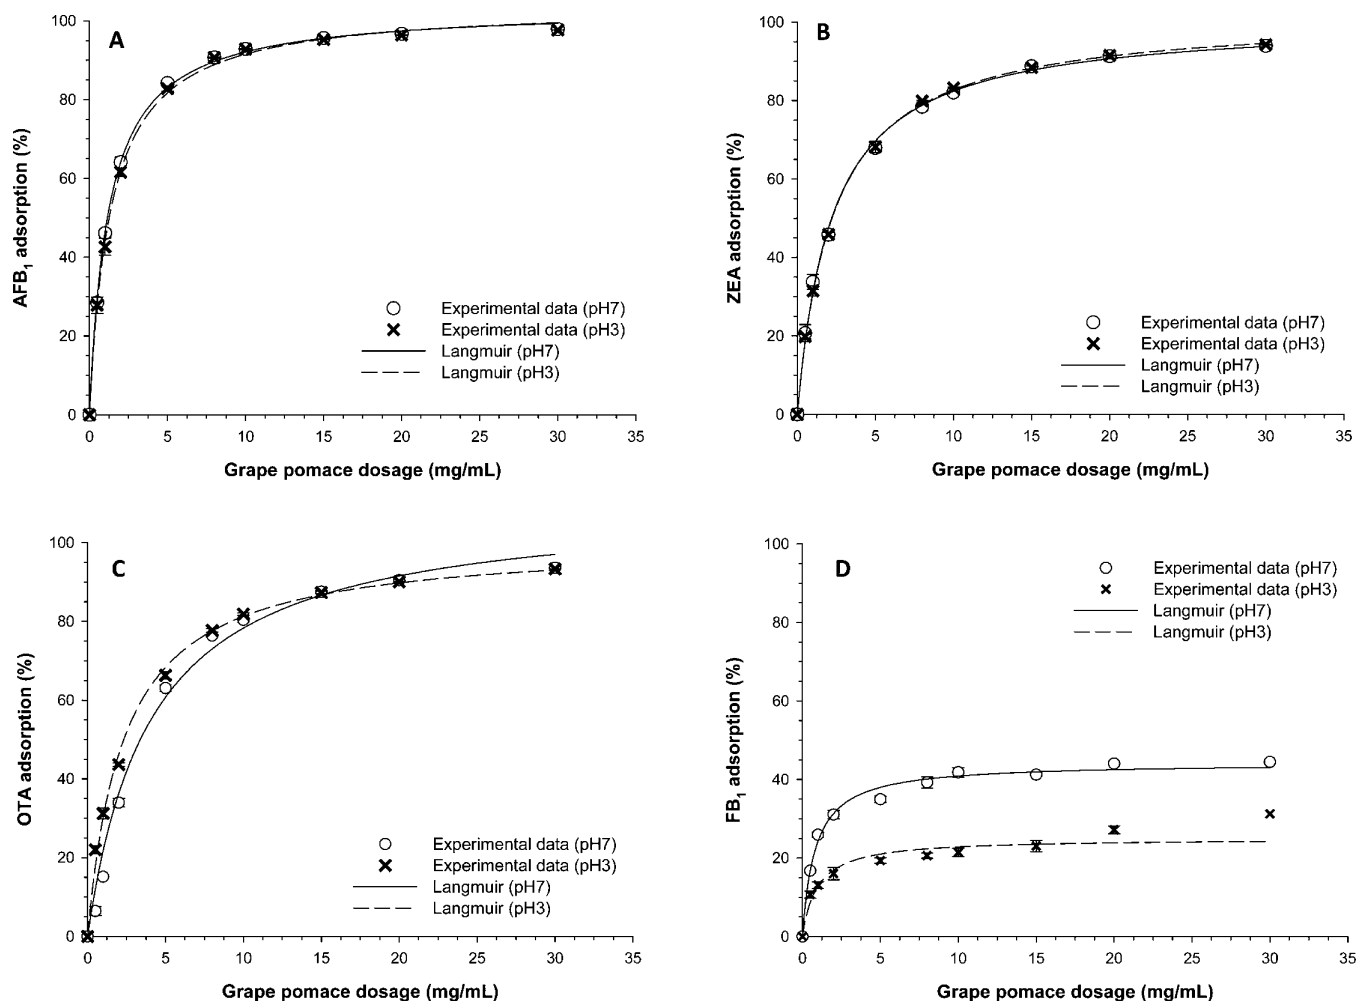 A
100
80
60
40
20
0
AFB1 adsorption (%)
Experimental data (pH7)
Experimental data (pH3)
Langmuir (pH7)
Langmuir (pH3)
0 5 10 15 20 25 30 35
Grape pomace dosage (mg/mL)
B
100
80
60
40
20
0
ZEA adsorption (%)
Experimental data (pH7)
Experimental data (pH3)
Langmuir (pH7)
Langmuir (pH3)
0 5 10 15 20 25 30 35
Grape pomace dosage (mg/mL)
C
100
80
60
40
20
0
OTA adsorption (%)
Experimental data (pH7)
Experimental data (pH3)
Langmuir (pH7)
Langmuir (pH3)
0 5 10 15 20 25 30 35
Grape pomace dosage (mg/mL)
D
100
80
60
40
20
0
FB1 adsorption (%)
Experimental data (pH7)
Experimental data (pH3)
Langmuir (pH7)
Langmuir (pH3)
0 5 10 15 20 25 30 35
Grape pomace dosage (mg/mL)